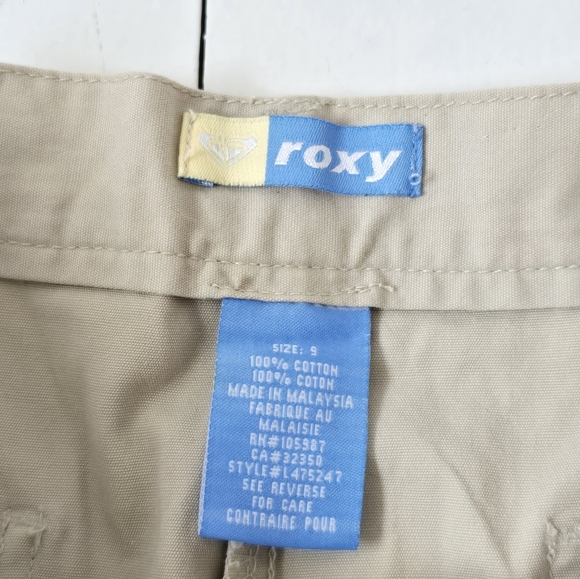 roxy
SIZE: 9
100% COTTON
100% COTON
MADE IN MALAYSIA
FABRIQUE AU
MALAISIE
RN#105987
CA#32350
STYLE#L475247
SEE REVERSE
FOR CARE
CONTRAIRE POUR